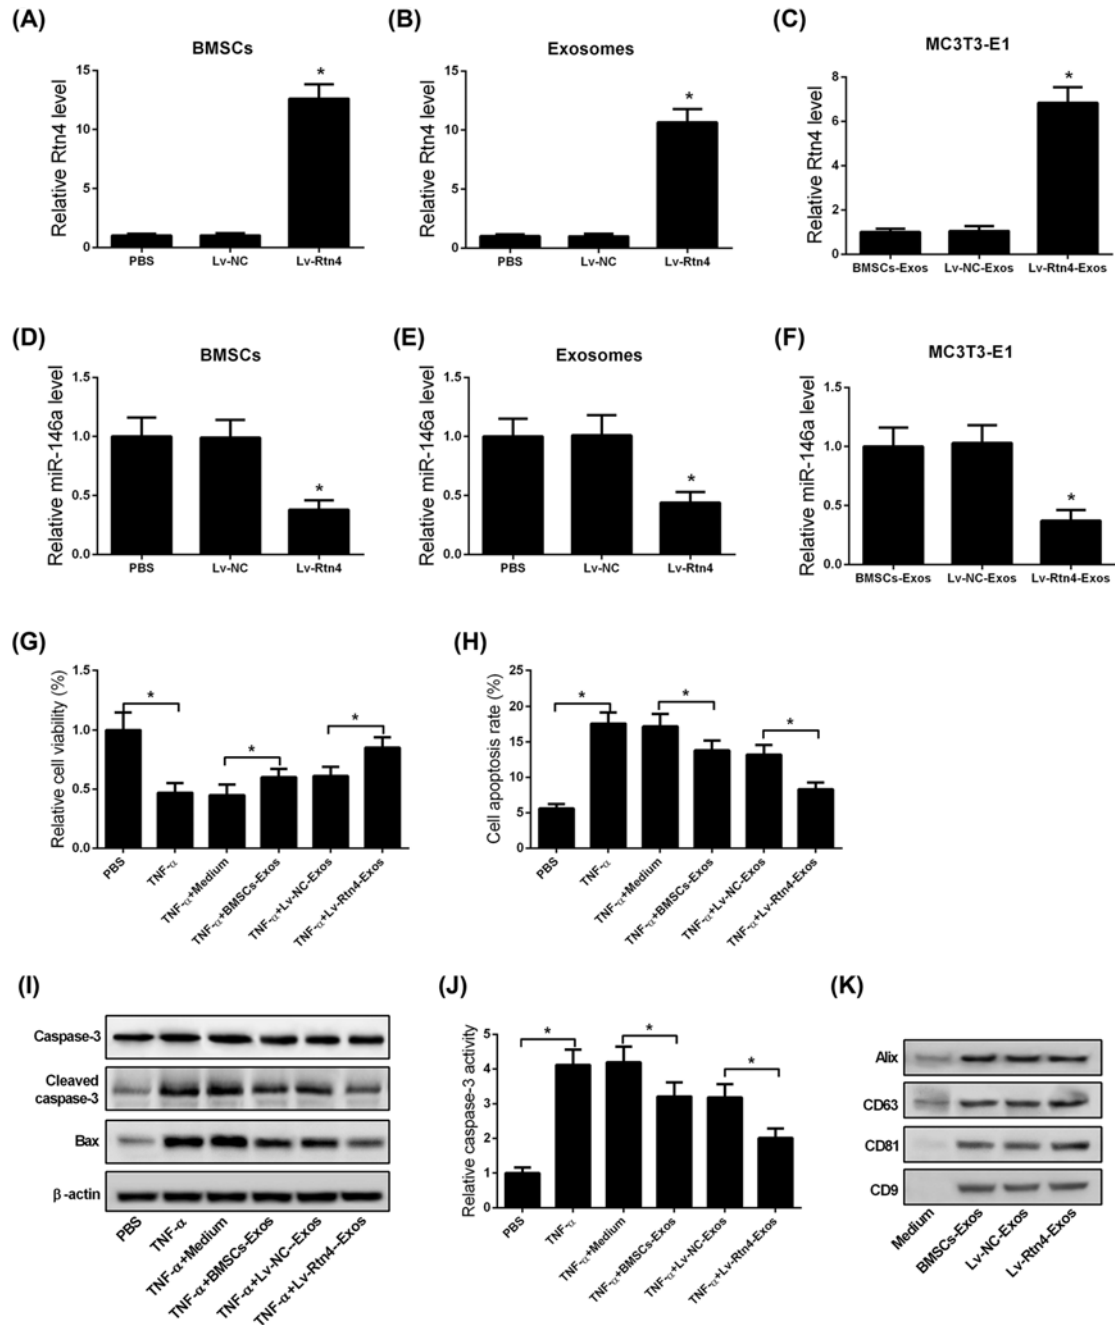 (A)
BMSCs
Relative Rtn4 level
15
10
5
0
*
PBS
Lv-NC
Lv-Rtn4
(B)
Exosomes
Relative Rtn4 level
15
10
5
0
*
PBS
Lv-NC
Lv-Rtn4
(C)
MC3T3-E1
Relative Rtn4 level
8
6
4
2
0
*
BMSCs-Exos
Lv-NC-Exos
Lv-Rtn4-Exos
(D)
BMSCs
Relative miR-146a level
1.5
1.0
0.5
0.0
*
PBS
Lv-NC
Lv-Rtn4
(E)
Exosomes
Relative miR-146a level
1.5
1.0
0.5
0.0
*
PBS
Lv-NC
Lv-Rtn4
(F)
MC3T3-E1
Relative miR-146a level
1.5
1.0
0.5
0.0
*
BMSCs-Exos
Lv-NC-Exos
Lv-Rtn4-Exos
(G)
Relative cell viability (%)
1.5
1.0
0.5
0.0
*
*
*
PBS
TNF-α
TNF-α+Medium
TNF-α+BMSCs-Exos
TNF-α+Lv-NC-Exos
TNF-α+Lv-Rtn4-Exos
(H)
Cell apoptosis rate (%)
25
20
15
10
5
0
*
*
*
PBS
TNF-α
TNF-α+Medium
TNF-α+BMSCs-Exos
TNF-α+Lv-NC-Exos
TNF-α+Lv-Rtn4-Exos
(I)
Caspase-3
Cleaved
caspase-3
Bax
β-actin
PBS
TNF-α
TNF-α+Medium
TNF-α+BMSCs-Exos
TNF-α+Lv-NC--Exos
TNF-α+Lv-Rtn4--Exos
(J)
Relative caspase-3 activity
5
4
3
2
1
0
*
*
*
PBS
TNF-α
TNF-α+Medium
TNF-α+BMSCs-Exos
TNF-α+Lv-NC-Exos
TNF-α+Lv-Rtn4-Exos
(K)
Alix
CD63
CD81
CD9
Medium
BMSCs-Exos
Lv-NC-Exos
Lv-Rtn4-Exos